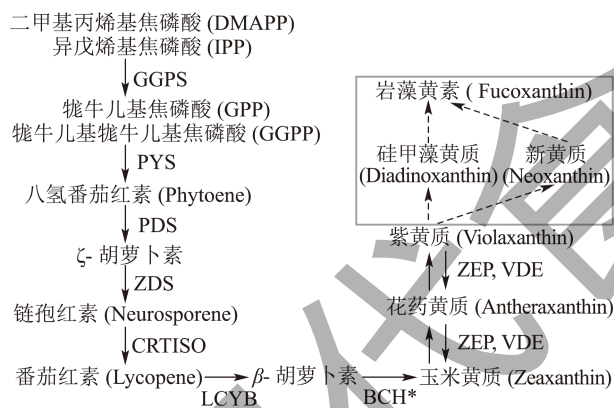 二甲基丙烯基焦磷酸 (DMAPP)
异戊烯基焦磷酸 (IPP)
GGPS
牻牛儿基焦磷酸 (GPP)
牻牛儿基牻牛儿基焦磷酸 (GGPP)
PYS
八氢番茄红素 (Phytoene)
PDS
ζ- 胡萝卜素
ZDS
链孢红素 (Neurosporene)
CRTISO
番茄红素 (Lycopene)
LCYB
β- 胡萝卜素
BCH*
玉米黄质 (Zeaxanthin)
ZEP, VDE
花药黄质 (Antheraxanthin)
ZEP, VDE
紫黄质 (Violaxanthin)
硅甲藻黄质
(Diadinoxanthin)
新黄质
(Neoxanthin)
岩藻黄素 ( Fucoxanthin)